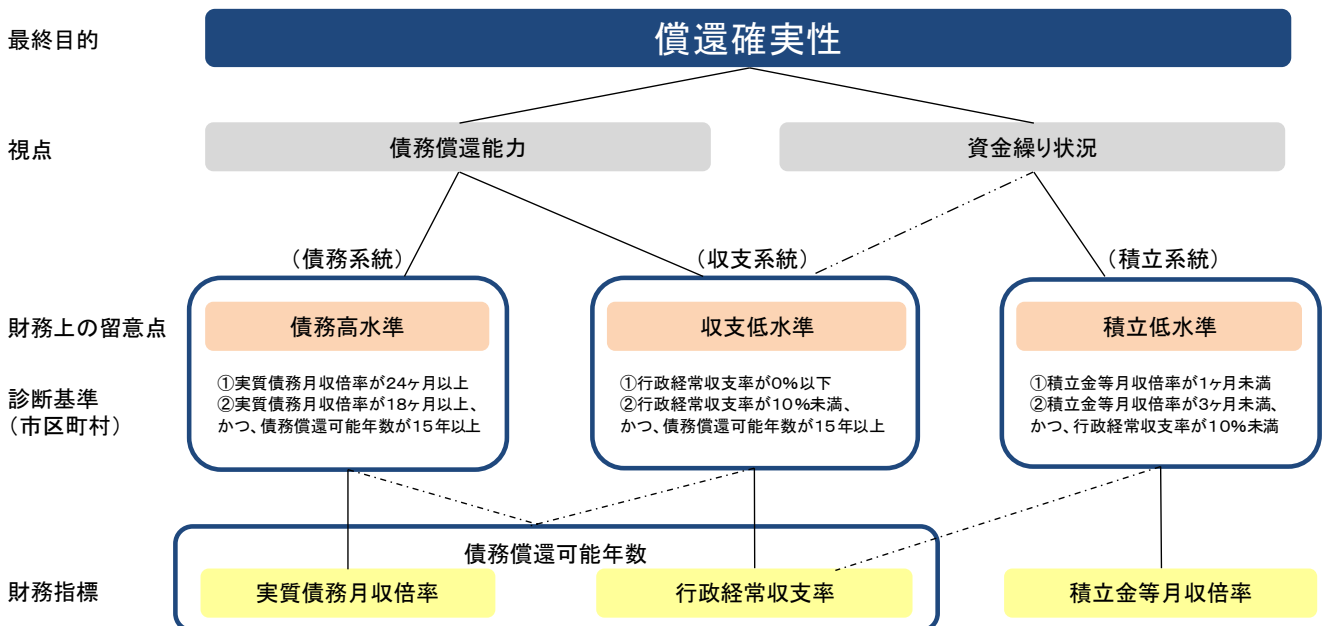 最終目的
償還確実性
視点
債務償還能力
資金繰り状況
（債務系統）
（収支系統）
（積立系統）
財務上の留意点
債務高水準
収支低水準
積立低水準
診断基準
（市区町村）
①実質債務月収倍率が24ヶ月以上
②実質債務月収倍率が18ヶ月以上、
かつ、債務償還可能年数が15年以上
①行政経常収支率が0%以下
②行政経常収支率が10%未満、
かつ、債務償還可能年数が15年以上
①積立金等月収倍率が1ヶ月未満
②積立金等月収倍率が3ヶ月未満、
かつ、行政経常収支率が10%未満
債務償還可能年数
財務指標
実質債務月収倍率
行政経常収支率
積立金等月収倍率